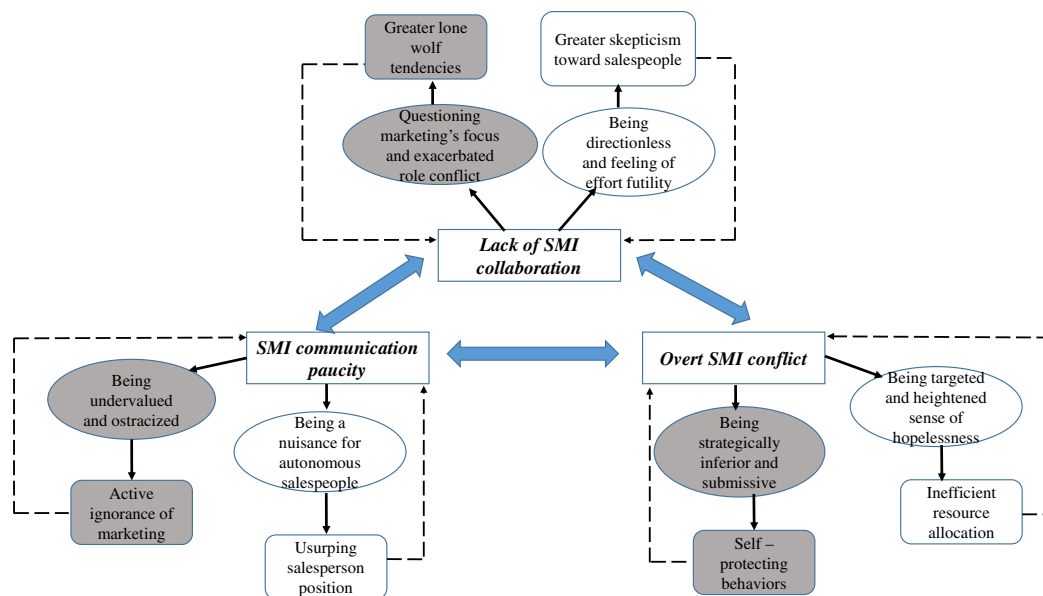 Greater lone
wolf
tendencies
Greater skepticism
toward salespeople
Questioning
marketing's focus
and exacerbated
role conflict
Being
directionless
and feeling of
effort futility
Lack of SMI
collaboration
SMI communication
paucity
Overt SMI conflict
Being
undervalued
and ostracized
Being a
nuisance for
autonomous
salespeople
Being
strategically
inferior and
submissive
Being targeted
and heightened
sense of
hopelessness
Active
ignorance of
marketing
Usurping
salesperson
position
Self –
protecting
behaviors
Inefficient
resource
allocation